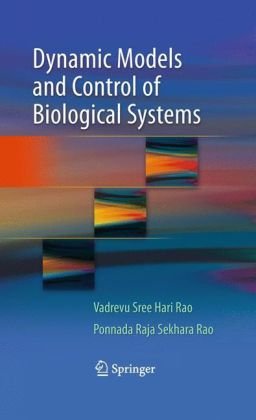 Dynamic Models
and Control of
Biological Systems
Vadrevu Sree Hari Rao
Ponnada Raja Sekhara Rao
Springer